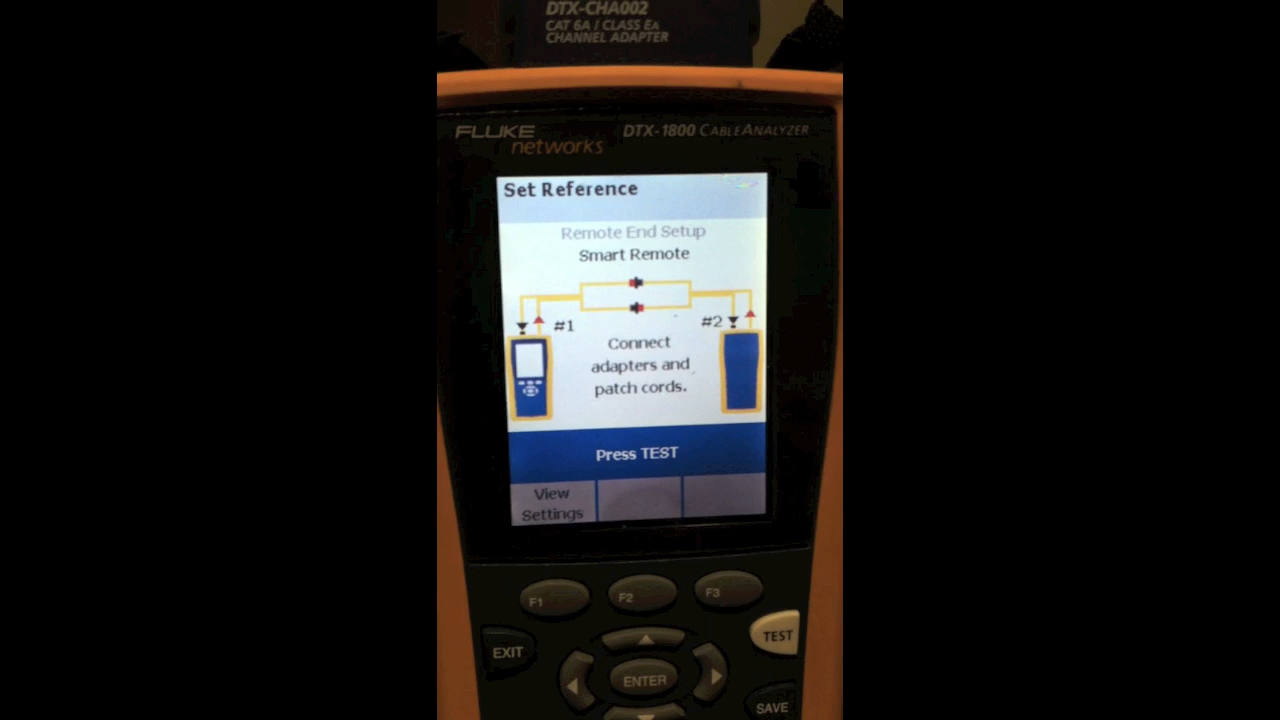 DTX-CHA002
CAT 6A / CLASS EA
CHANNEL ADAPTER
FLUKE
networks
DTX-1800 CABLEANALYZER
Set Reference
Remote End Setup
Smart Remote
#1
#2
Connect
adapters and
patch cords.
Press TEST
View
Settings
F1
F2
F3
TEST
EXIT
ENTER
SAVE